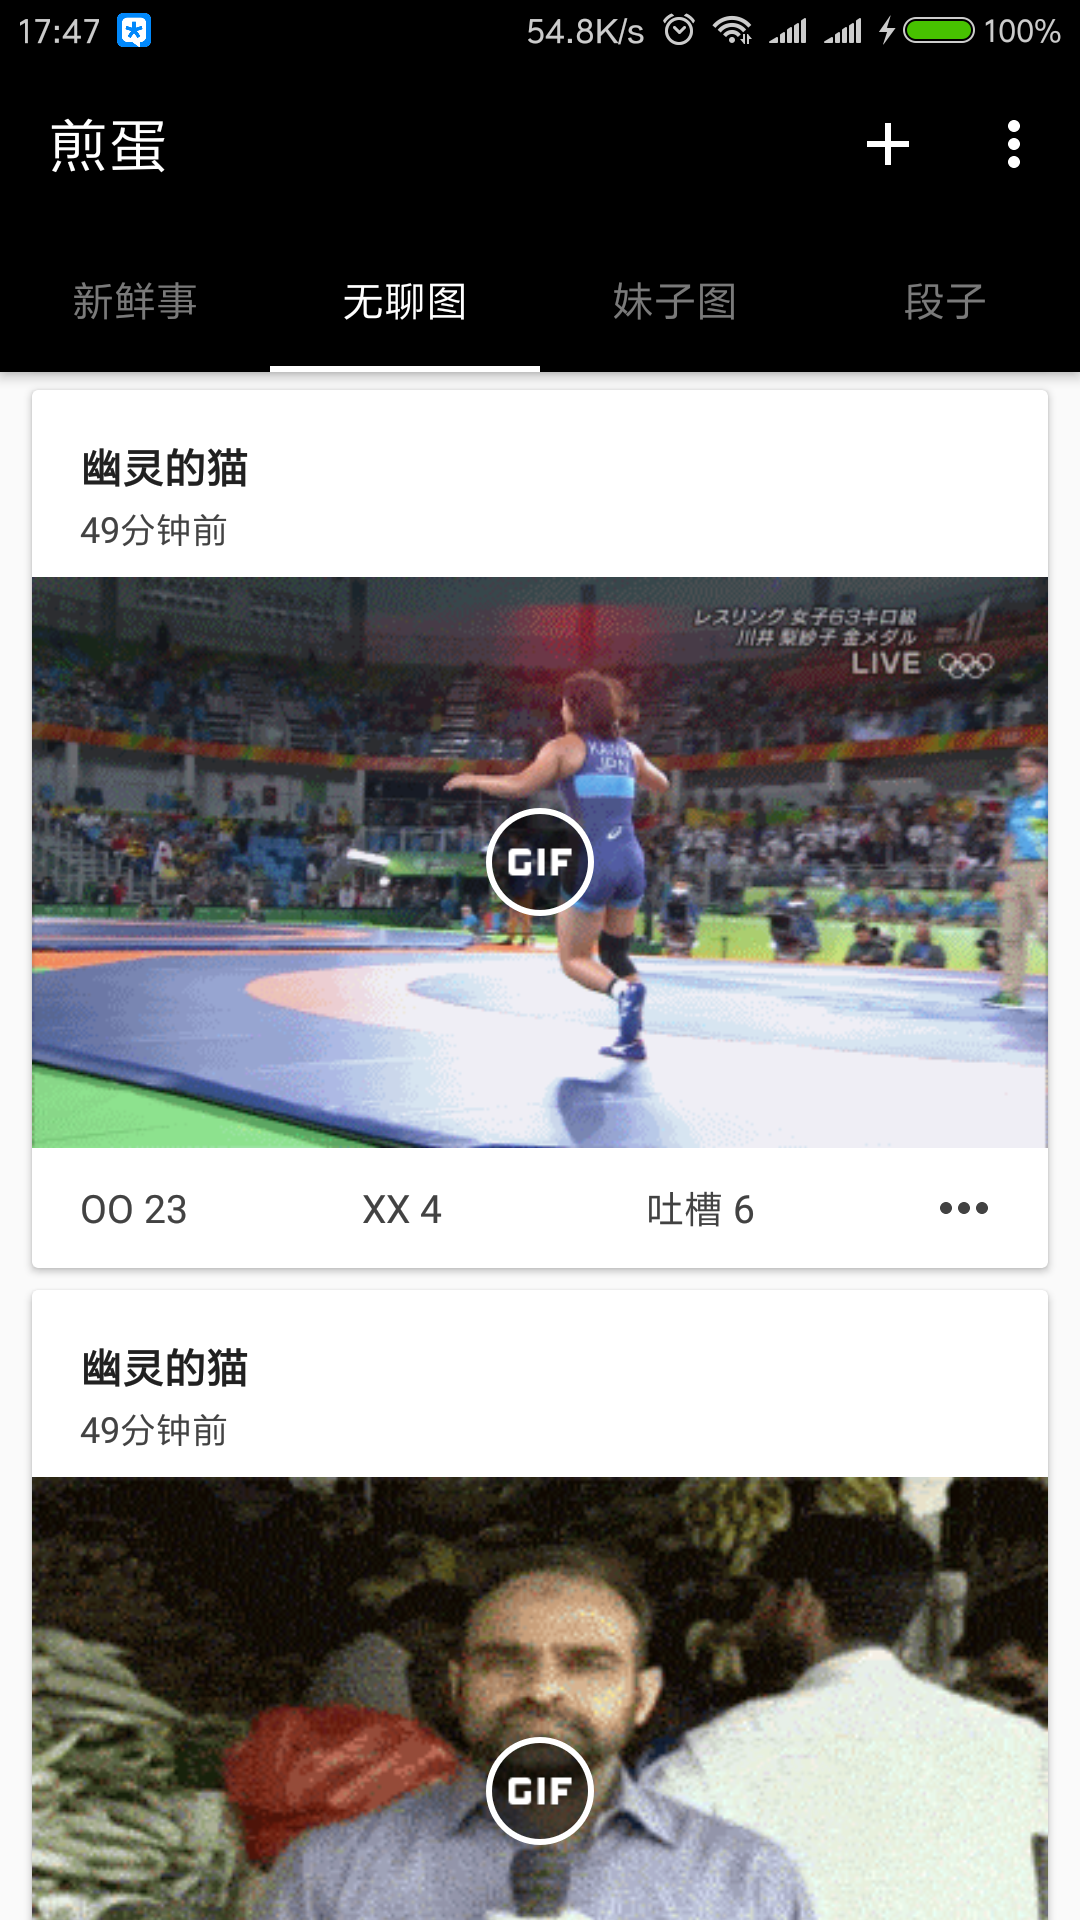 17:47 54.8K/s 100%
煎蛋
新鲜事 无聊图 妹子图 段子
幽灵的猫
49分钟前
レスリング 女子63キロ級
川井 梨紗子 金メダル
LIVE
JPN
GIF
OO 23 XX 4 吐槽 6
幽灵的猫
49分钟前
GIF